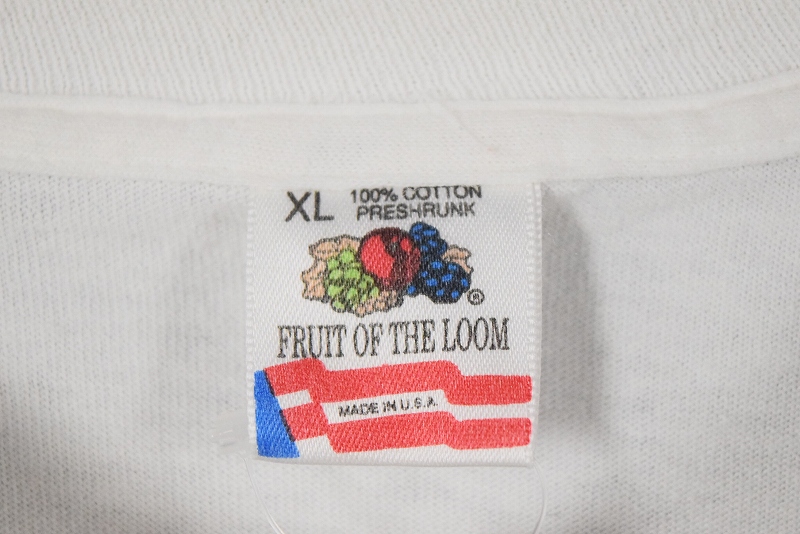 XL 100% COTTON
PRESHRUNK
®
FRUIT OF THE LOOM
MADE IN U.S.A.